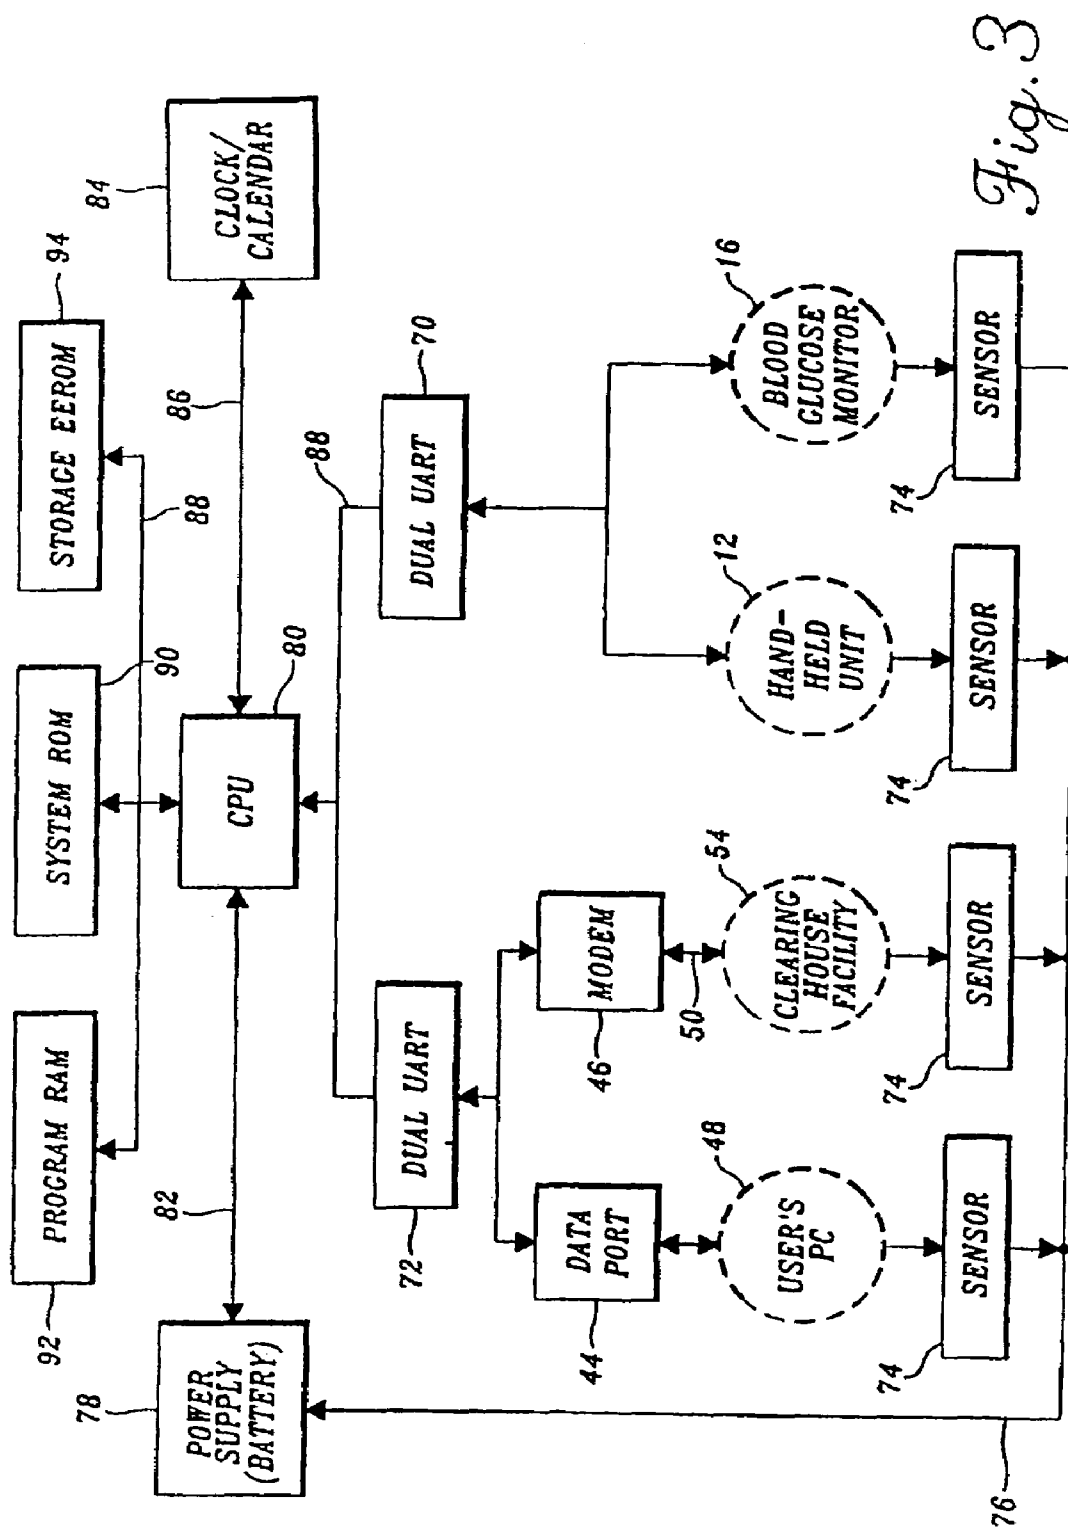 92
PROGRAM RAM
SYSTEM ROM
90
STORAGE EEROM
94
88
78
POWER
SUPPLY
(BATTERY)
82
CPU
80
86
84
CLOCK/
CALENDAR
88
72
DUAL UART
DUAL UART
70
44
DATA
PORT
46
MODEM
50
48
USER'S
PC
54
CLEARING
HOUSE
FACILITY
12
HAND-
HELD
UNIT
16
BLOOD
GLUCOSE
MONITOR
74
SENSOR
74
SENSOR
74
SENSOR
74
SENSOR
76
Fig. 3